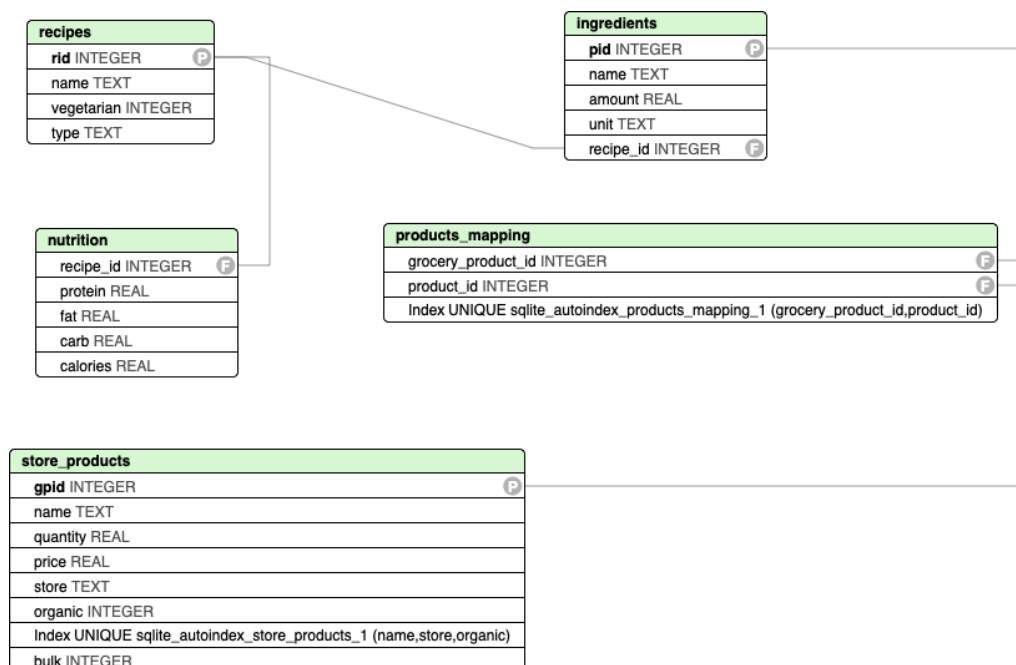 recipes
rid INTEGER P
name TEXT
vegetarian INTEGER
type TEXT
ingredients
pid INTEGER P
name TEXT
amount REAL
unit TEXT
recipe_id INTEGER F
nutrition
recipe_id INTEGER F
protein REAL
fat REAL
carb REAL
calories REAL
products_mapping
grocery_product_id INTEGER F
product_id INTEGER F
Index UNIQUE sqlite_autoindex_products_mapping_1 (grocery_product_id,product_id)
store_products
gpid INTEGER P
name TEXT
quantity REAL
price REAL
store TEXT
organic INTEGER
Index UNIQUE sqlite_autoindex_store_products_1 (name,store,organic)
bulk INTEGER